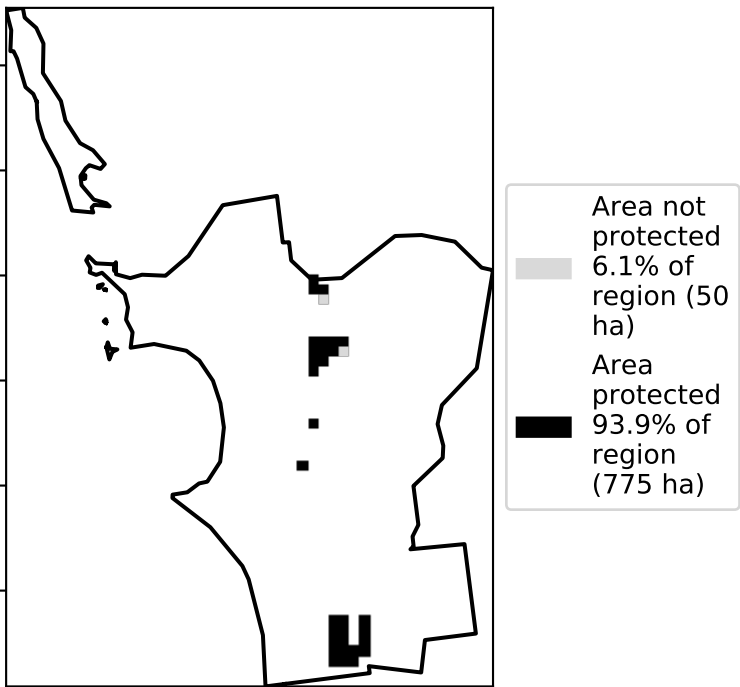 Area not
protected
6.1% of
region (50
ha)
Area
protected
93.9% of
region
(775 ha)